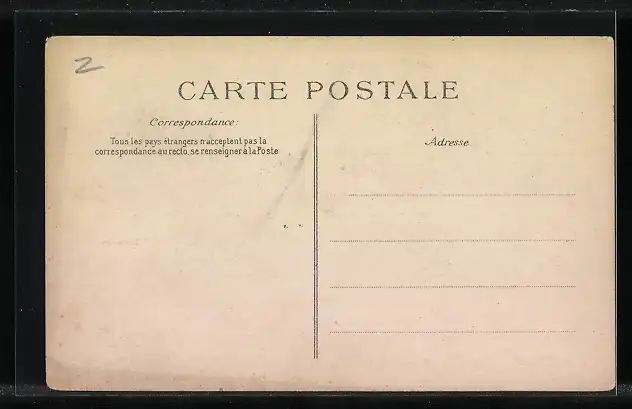 2
CARTE POSTALE
Correspondance:
Tous les pays étrangers n'acceptent pas la
correspondance au recto, se renseigner à la Poste
Adresse